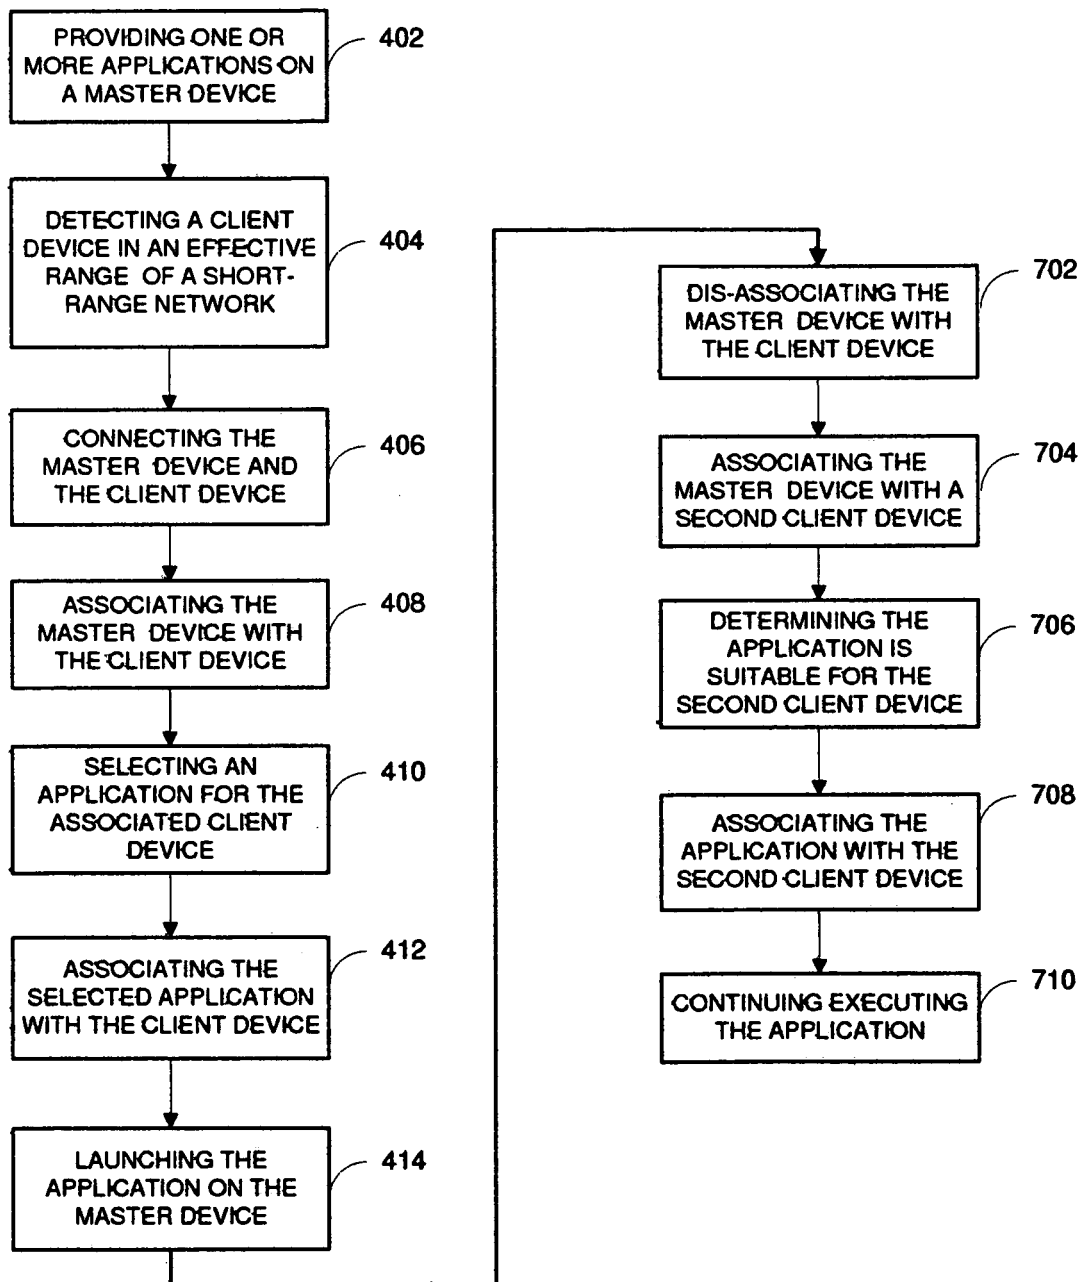 PROVIDING ONE OR
MORE APPLICATIONS ON
A MASTER DEVICE
402
DETECTING A CLIENT
DEVICE IN AN EFFECTIVE
RANGE OF A SHORT-
RANGE NETWORK
404
CONNECTING THE
MASTER DEVICE AND
THE CLIENT DEVICE
406
ASSOCIATING THE
MASTER DEVICE WITH
THE CLIENT DEVICE
408
SELECTING AN
APPLICATION FOR THE
ASSOCIATED CLIENT
DEVICE
410
ASSOCIATING THE
SELECTED APPLICATION
WITH THE CLIENT DEVICE
412
LAUNCHING THE
APPLICATION ON THE
MASTER DEVICE
414
DIS-ASSOCIATING THE
MASTER DEVICE WITH
THE CLIENT DEVICE
702
ASSOCIATING THE
MASTER DEVICE WITH A
SECOND CLIENT DEVICE
704
DETERMINING THE
APPLICATION IS
SUITABLE FOR THE
SECOND CLIENT DEVICE
706
ASSOCIATING THE
APPLICATION WITH THE
SECOND CLIENT DEVICE
708
CONTINUING EXECUTING
THE APPLICATION
710